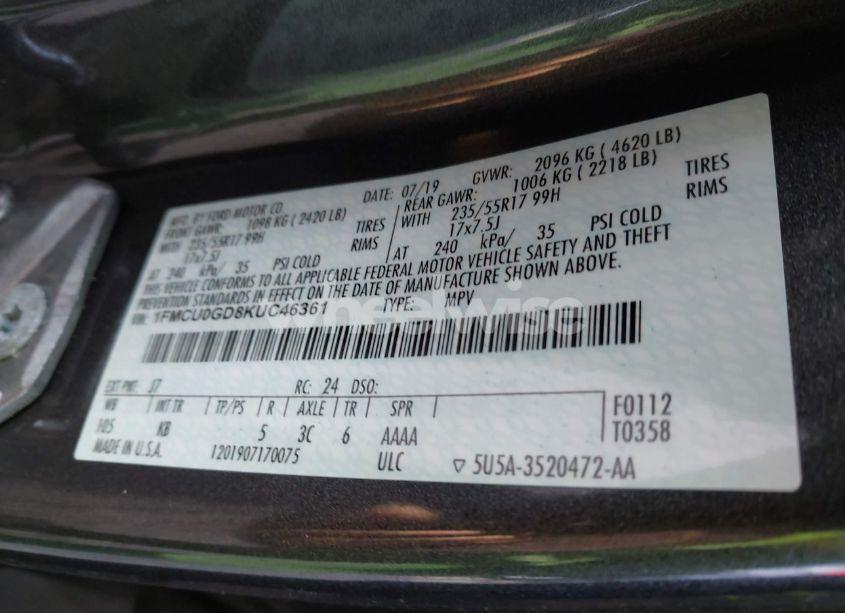 MFD. BY FORD MOTOR CO.
DATE: 07/19 GVWR: 2096 KG ( 4620 LB)
FRONT GAWR: 1098 KG ( 2420 LB)
WITH 235/55R17 99H TIRES
17x7.5J RIMS
AT 240 kPa/ 35 PSI COLD
REAR GAWR: 1006 KG ( 2218 LB)
WITH 235/55R17 99H TIRES
17x7.5J RIMS
AT 240 kPa/ 35 PSI COLD
THIS VEHICLE CONFORMS TO ALL APPLICABLE FEDERAL MOTOR VEHICLE SAFETY AND THEFT
PREVENTION STANDARDS IN EFFECT ON THE DATE OF MANUFACTURE SHOWN ABOVE.
VIN: 1FMCU0GD8KUC46361 TYPE: MPV
wheelwise
EXT PNT: J7 RC: 24 DSO:
WB INT TR TP/PS R AXLE TR SPR
105 KB 5 3C 6 AAAA
F0112
T0358
MADE IN U.S.A. 1201907170075 ULC 5U5A-3520472-AA